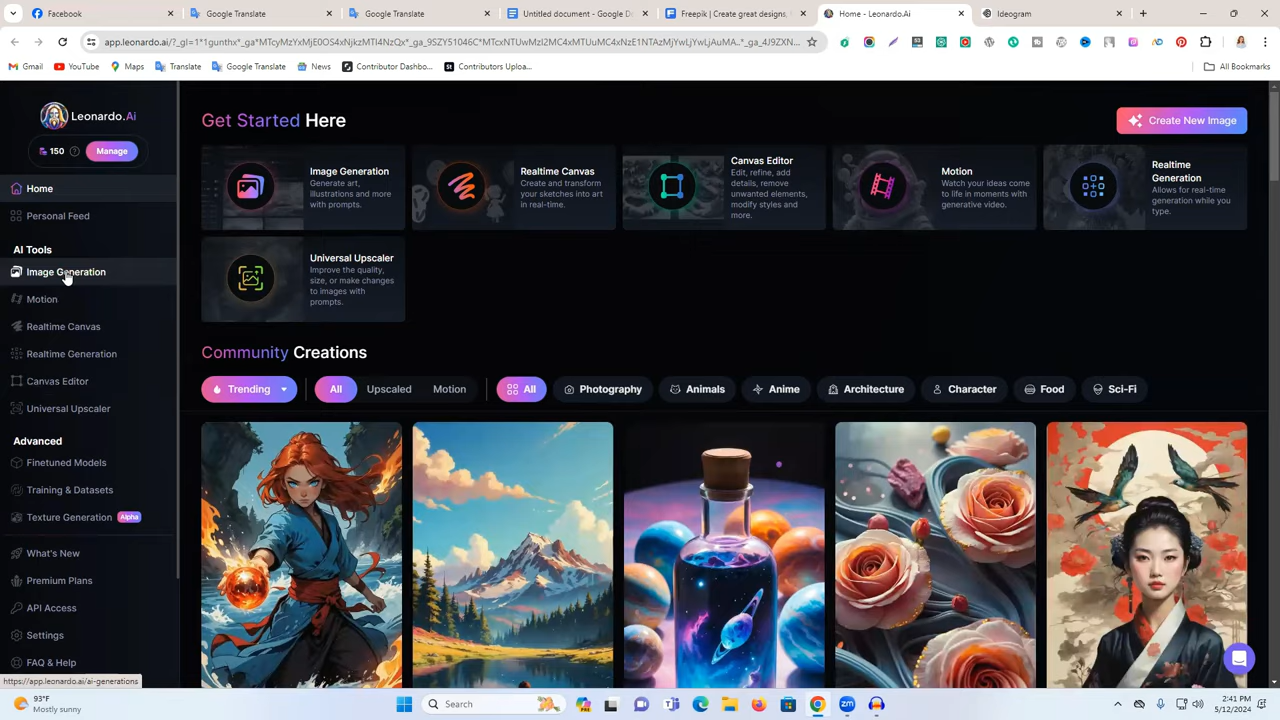 Facebook
Google Translate
Google Translate
Untitled document - Google D
Freepik | Create great designs,
Home - Leonardo.Ai
Ideogram
Gmail
YouTube
Maps
Translate
Google Translate
News
Contributor Dashbo...
Contributors Uploa...
All Bookmarks
Leonardo.Ai
150
Manage
Home
Personal Feed
AI Tools
Image Generation
Motion
Realtime Canvas
Realtime Generation
Canvas Editor
Universal Upscaler
Advanced
Finetuned Models
Training & Datasets
Texture Generation Alpha
What's New
Premium Plans
API Access
Settings
FAQ & Help
https://app.leonardo.ai/ai-generations
Get Started Here
Create New Image
Image Generation
Generate art,
illustrations and more
with prompts.
Realtime Canvas
Create and transform
your sketches into art
in real-time.
Canvas Editor
Edit, refine, add
details, remove
unwanted areas,
modify styles and
more.
Motion
Watch your ideas come
to life in moments with
generative video.
Realtime
Generation
Allows for real-time
generation while you
type.
Universal Upscaler
Improve the quality,
size, or make changes
to images with
prompts.
Community Creations
Trending
All
Upscaled
Motion
All
Photography
Animals
Anime
Architecture
Character
Food
Sci-Fi
93°F
Mostly sunny
Search
2:41 PM
5/12/2024